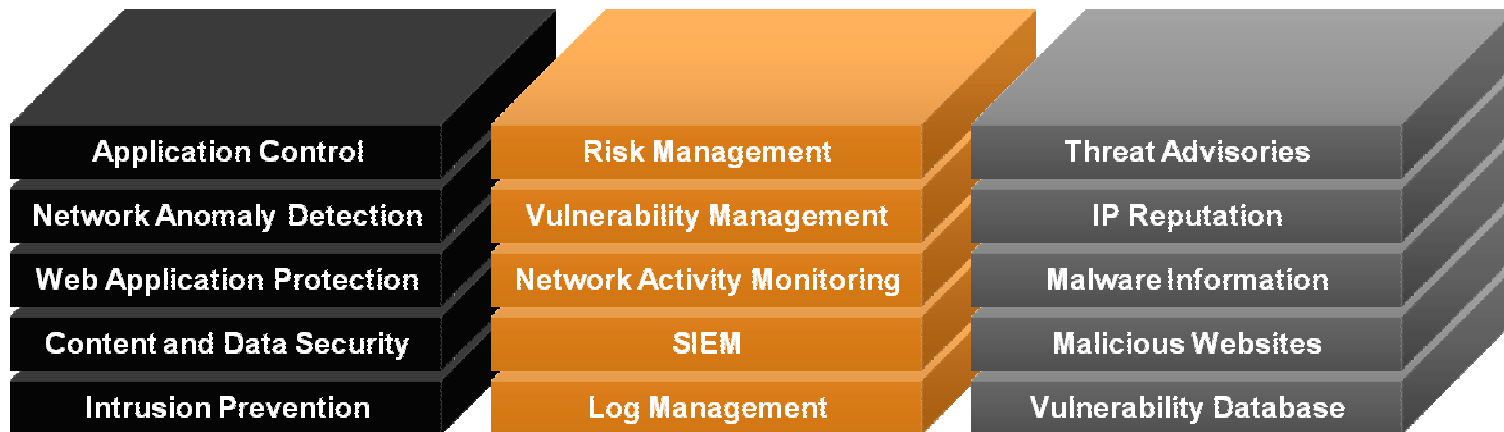 Application Control
Network Anomaly Detection
Web Application Protection
Content and Data Security
Intrusion Prevention
Risk Management
Vulnerability Management
Network Activity Monitoring
SIEM
Log Management
Threat Advisories
IP Reputation
Malware Information
Malicious Websites
Vulnerability Database